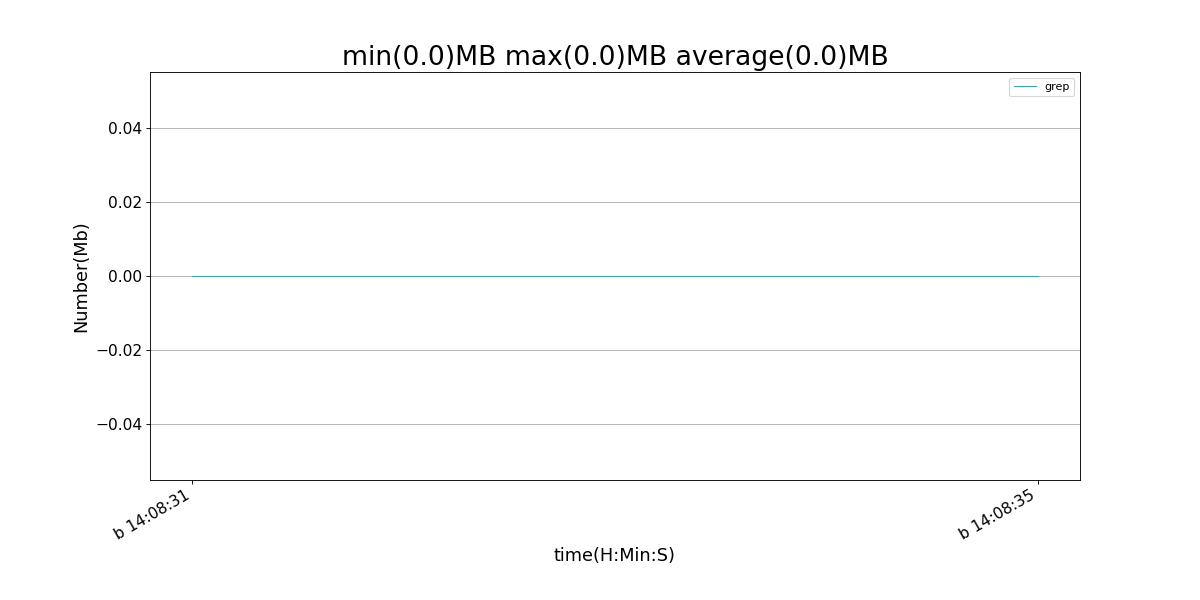 min(0.0)MB max(0.0)MB average(0.0)MB
grep
0.04
0.02
0.00
−0.02
−0.04
Number(Mb)
b 14:08:31
b 14:08:35
time(H:Min:S)